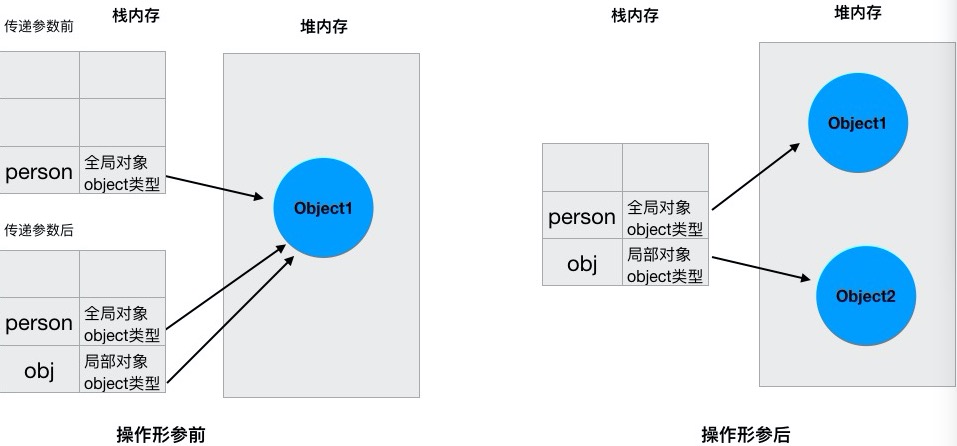 传递参数前
栈内存
堆内存
person
全局对象
object类型
Object1
传递参数后
person
全局对象
object类型
obj
局部对象
object类型
操作形参前
栈内存
堆内存
Object1
person
全局对象
object类型
obj
局部对象
object类型
Object2
操作形参后